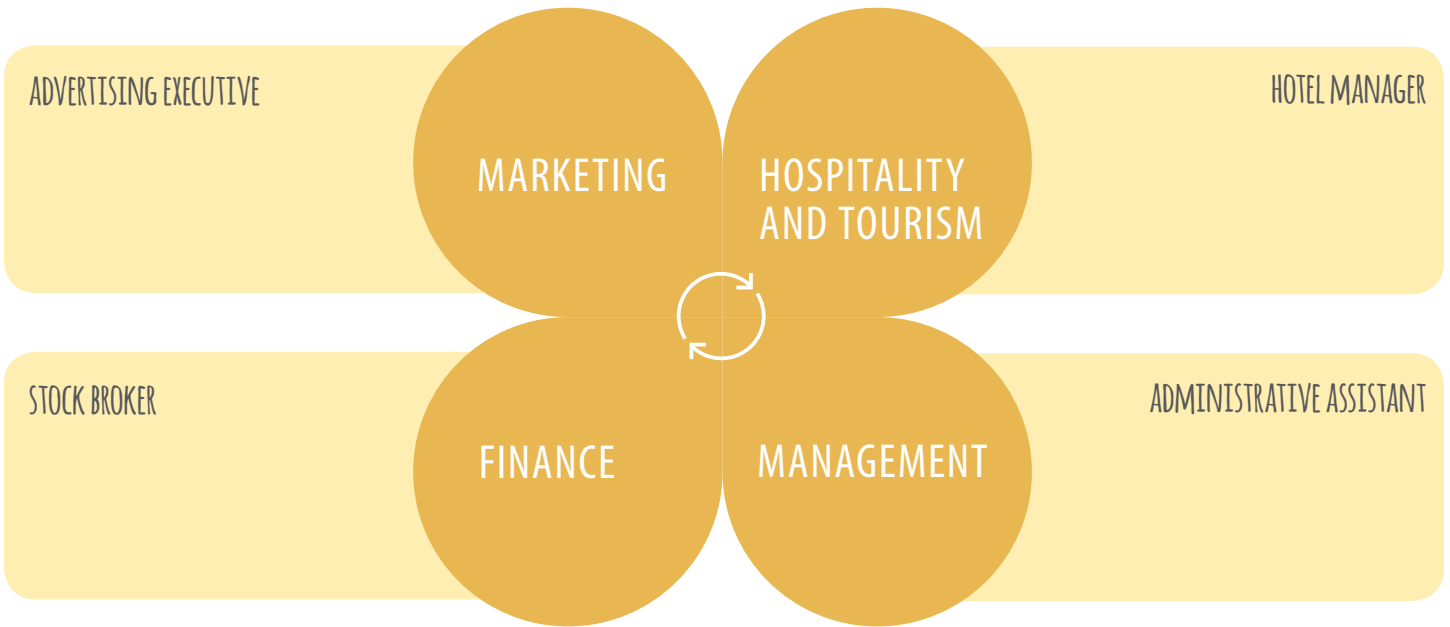 ADVERTISING EXECUTIVE
MARKETING
HOSPITALITY
AND TOURISM
HOTEL MANAGER
STOCK BROKER
FINANCE
MANAGEMENT
ADMINISTRATIVE ASSISTANT